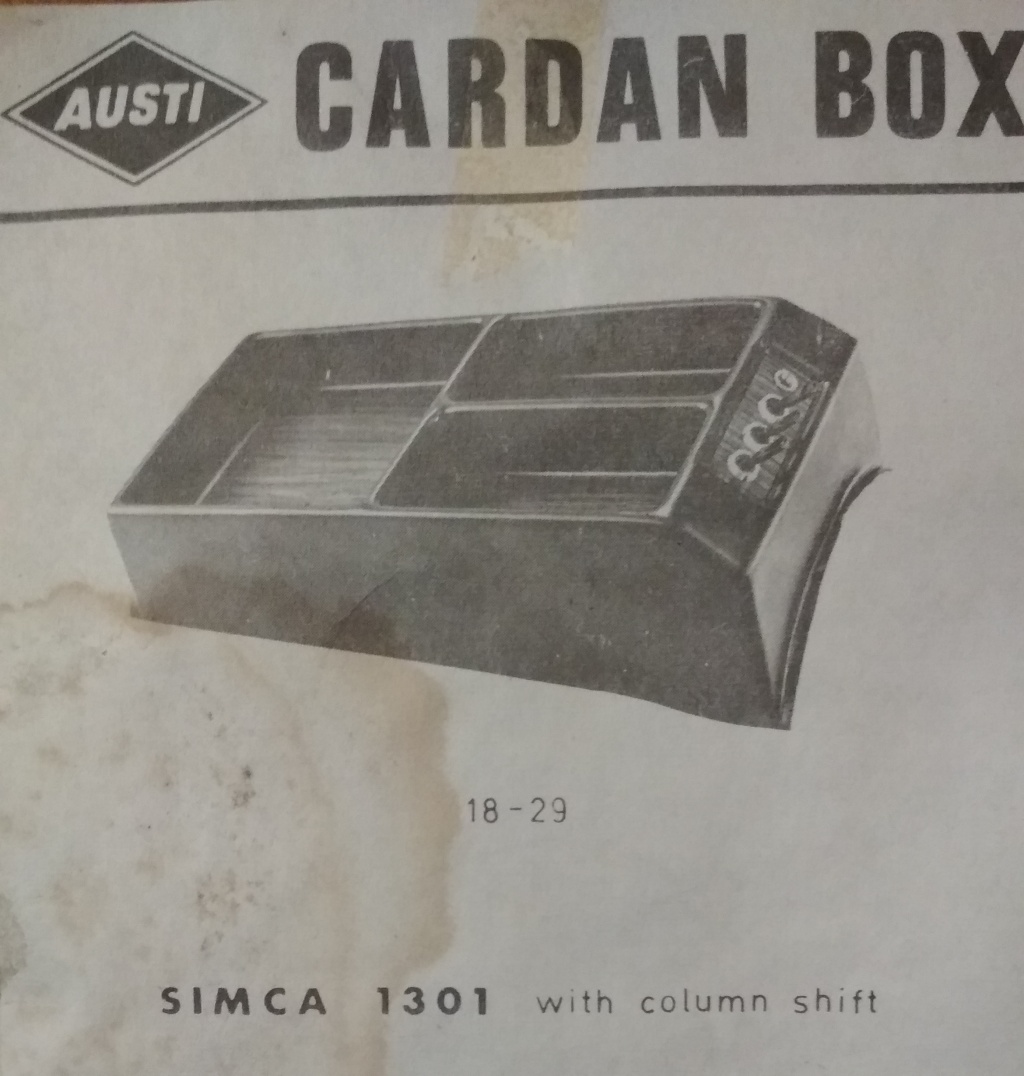 AUSTI CARDAN BOX
18-29
SIMCA 1301 with column shift